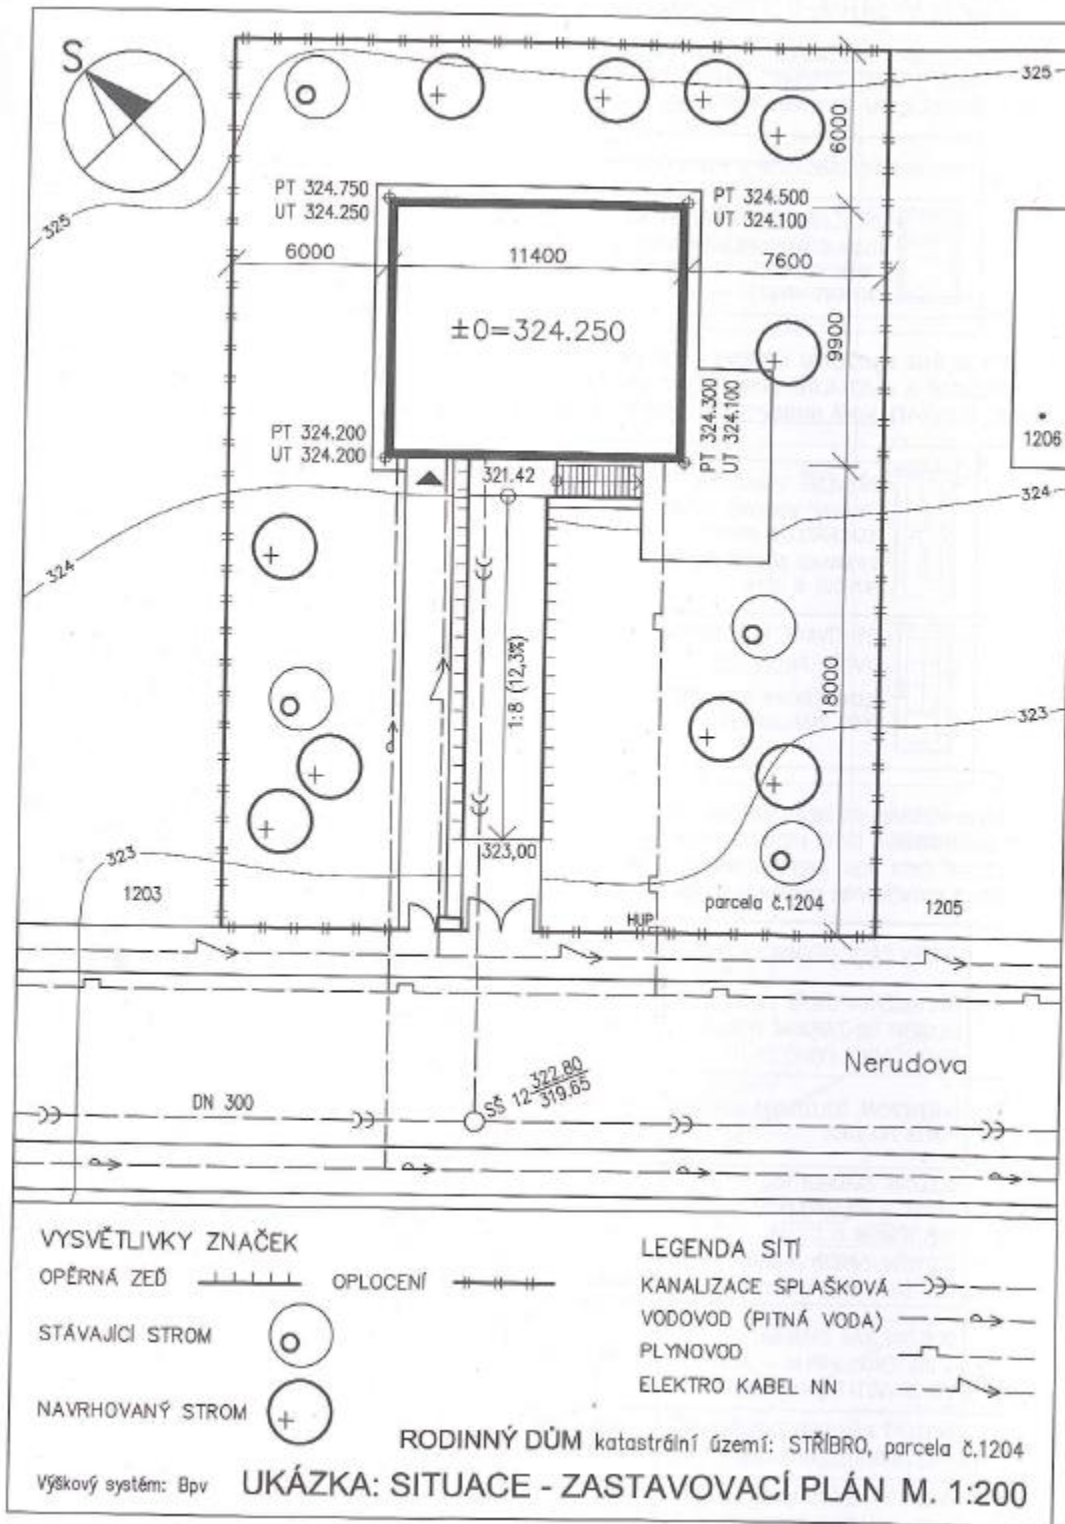 S
325
325
PT 324.750
UT 324.250
PT 324.500
UT 324.100
6000
6000
11400
7600
±0=324.250
9900
PT 324.300
UT 324.100
1206
PT 324.200
UT 324.200
321.42
324
324
1:8 (12,3%)
18000
323
323,00
323
1203
parcela č.1204
1205
HUP
Nerudova
SŠ 12 322.80
319.65
DN 300
VYSVĚTLIVKY ZNAČEK
OPĚRNÁ ZEĎ
OPLOCENÍ
STÁVAJÍCÍ STROM
NAVRHOVANÝ STROM
LEGENDA SÍTÍ
KANALIZACE SPLAŠKOVÁ
VODOVOD (PITNÁ VODA)
PLYNOVOD
ELEKTRO KABEL NN
RODINNÝ DŮM katastrální území: STŘÍBRO, parcela č.1204
Výškový systém: Bpv
UKÁZKA: SITUACE - ZASTAVOVACÍ PLÁN M. 1:200